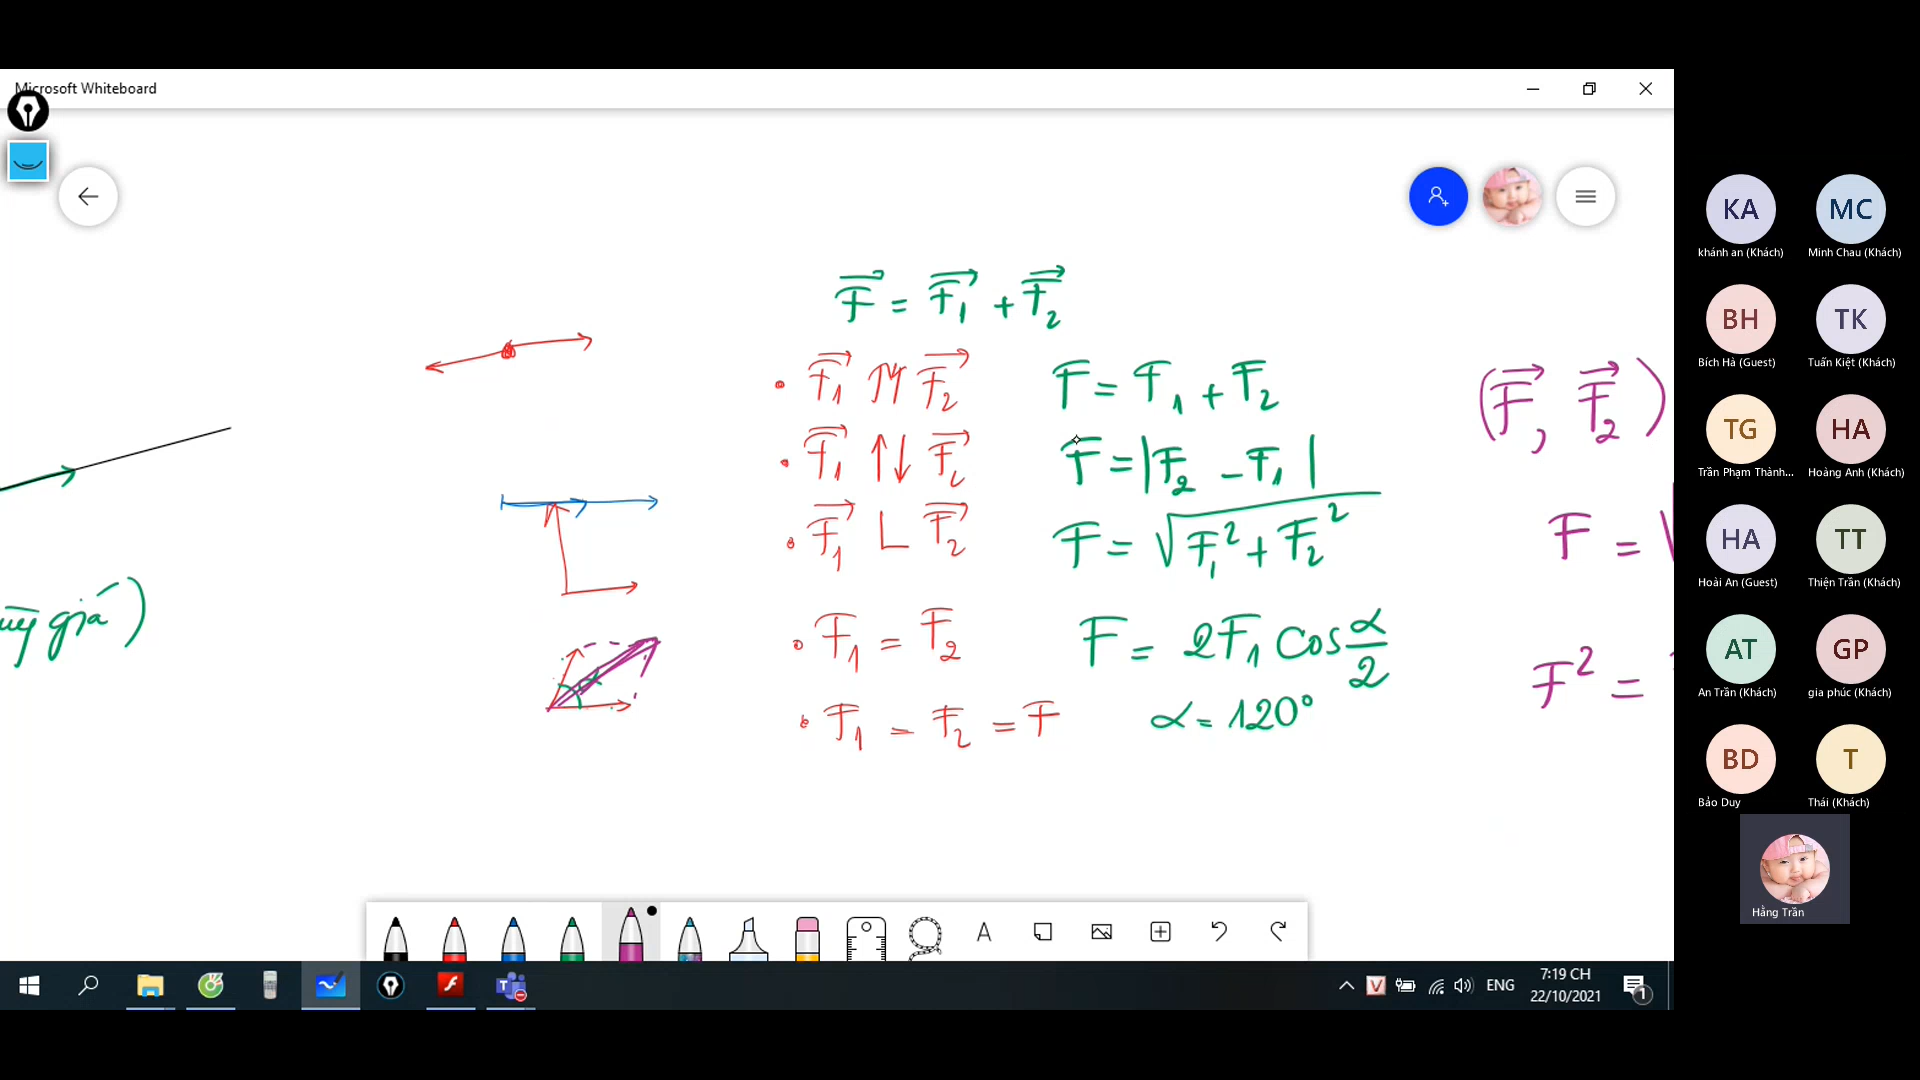 Microsoft Whiteboard
F⃗ = F⃗₁ + F⃗₂
• F⃗₁ ↑↑ F⃗₂ F = F₁ + F₂
• F⃗₁ ↑↓ F⃗₂ F = |F₂ - F₁|
• F⃗₁ ⊥ F⃗₂ F = √(F₁² + F₂²)
• F₁ = F₂ F = 2F₁ cos α/2
• F₁ = F₂ = F α = 120°
(F⃗, F⃗₂)
F = √
F² =
giá)
KA MC
khánh an (Khách) Minh Chau (Khách)
BH TK
Bích Hà (Guest) Tuấn Kiệt (Khách)
TG HA
Trần Phạm Thành... Hoàng Anh (Khách)
HA TT
Hoài An (Guest) Thiện Trần (Khách)
AT GP
An Trần (Khách) gia phúc (Khách)
BD T
Bảo Duy Thái (Khách)
Hằng Trần
A
ENG
7:19 CH
22/10/2021
1